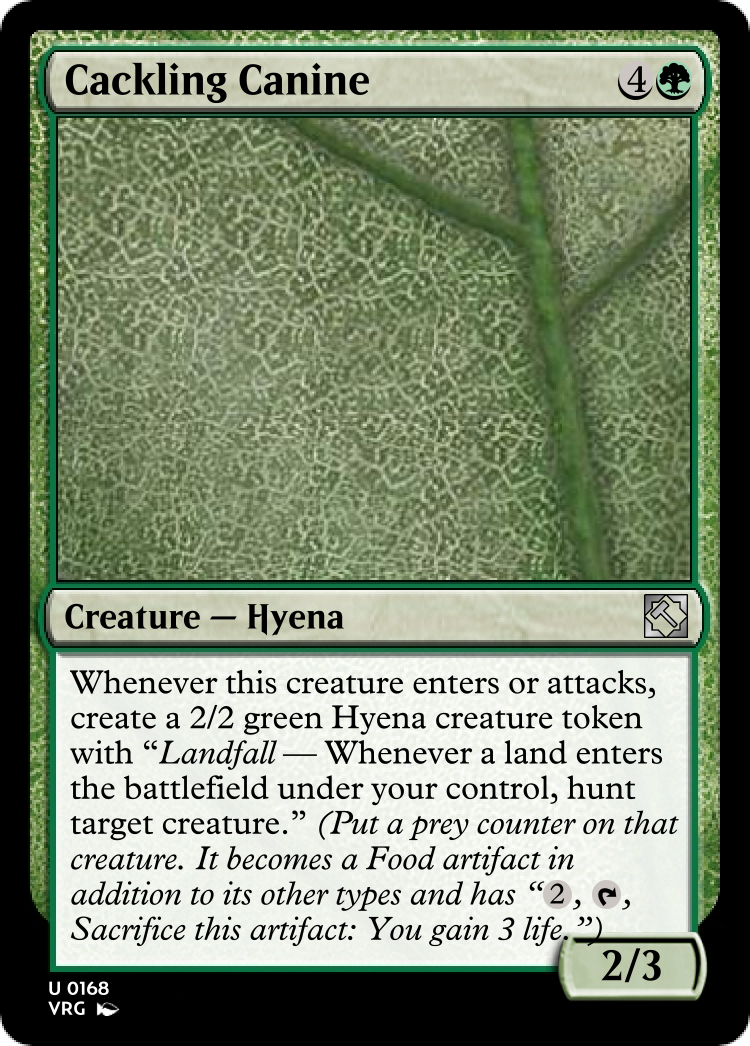 Cackling Canine 4
Creature — Hyena
Whenever this creature enters or attacks,
create a 2/2 green Hyena creature token
with “Landfall — Whenever a land enters
the battlefield under your control, hunt
target creature.” (Put a prey counter on that
creature. It becomes a Food artifact in
addition to its other types and has “2, ,
Sacrifice this artifact: You gain 3 life.”)
2/3
U 0168
VRG